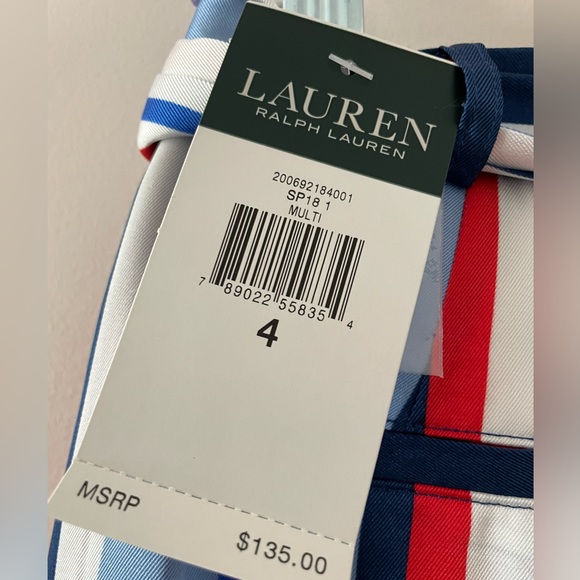 LAUREN
RALPH LAUREN
200692184001
SP18 1
MULTI
7 89022 55835 4
4
MSRP
$135.00